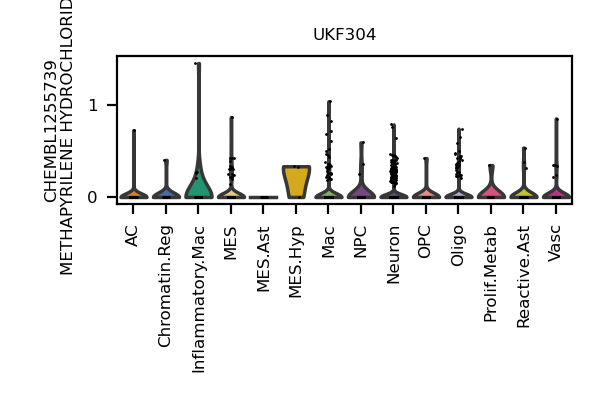 UKF304
CHEMBL1255739
METHAPYRILENE HYDROCHLORID
1
0
AC
Chromatin.Reg
Inflammatory.Mac
MES
MES.Ast
MES.Hyp
Mac
NPC
Neuron
OPC
Oligo
Prolif.Metab
Reactive.Ast
Vasc